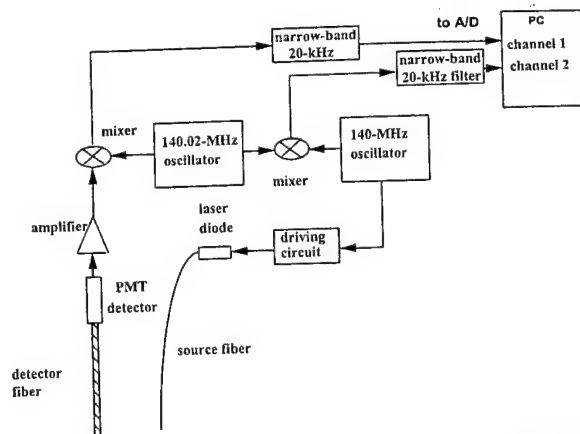 to A/D
PC
narrow-band
20-kHz
channel 1
narrow-band
20-kHz filter
channel 2
mixer
140.02-MHz
oscillator
140-MHz
oscillator
mixer
amplifier
laser
diode
driving
circuit
PMT
detector
source fiber
detector
fiber